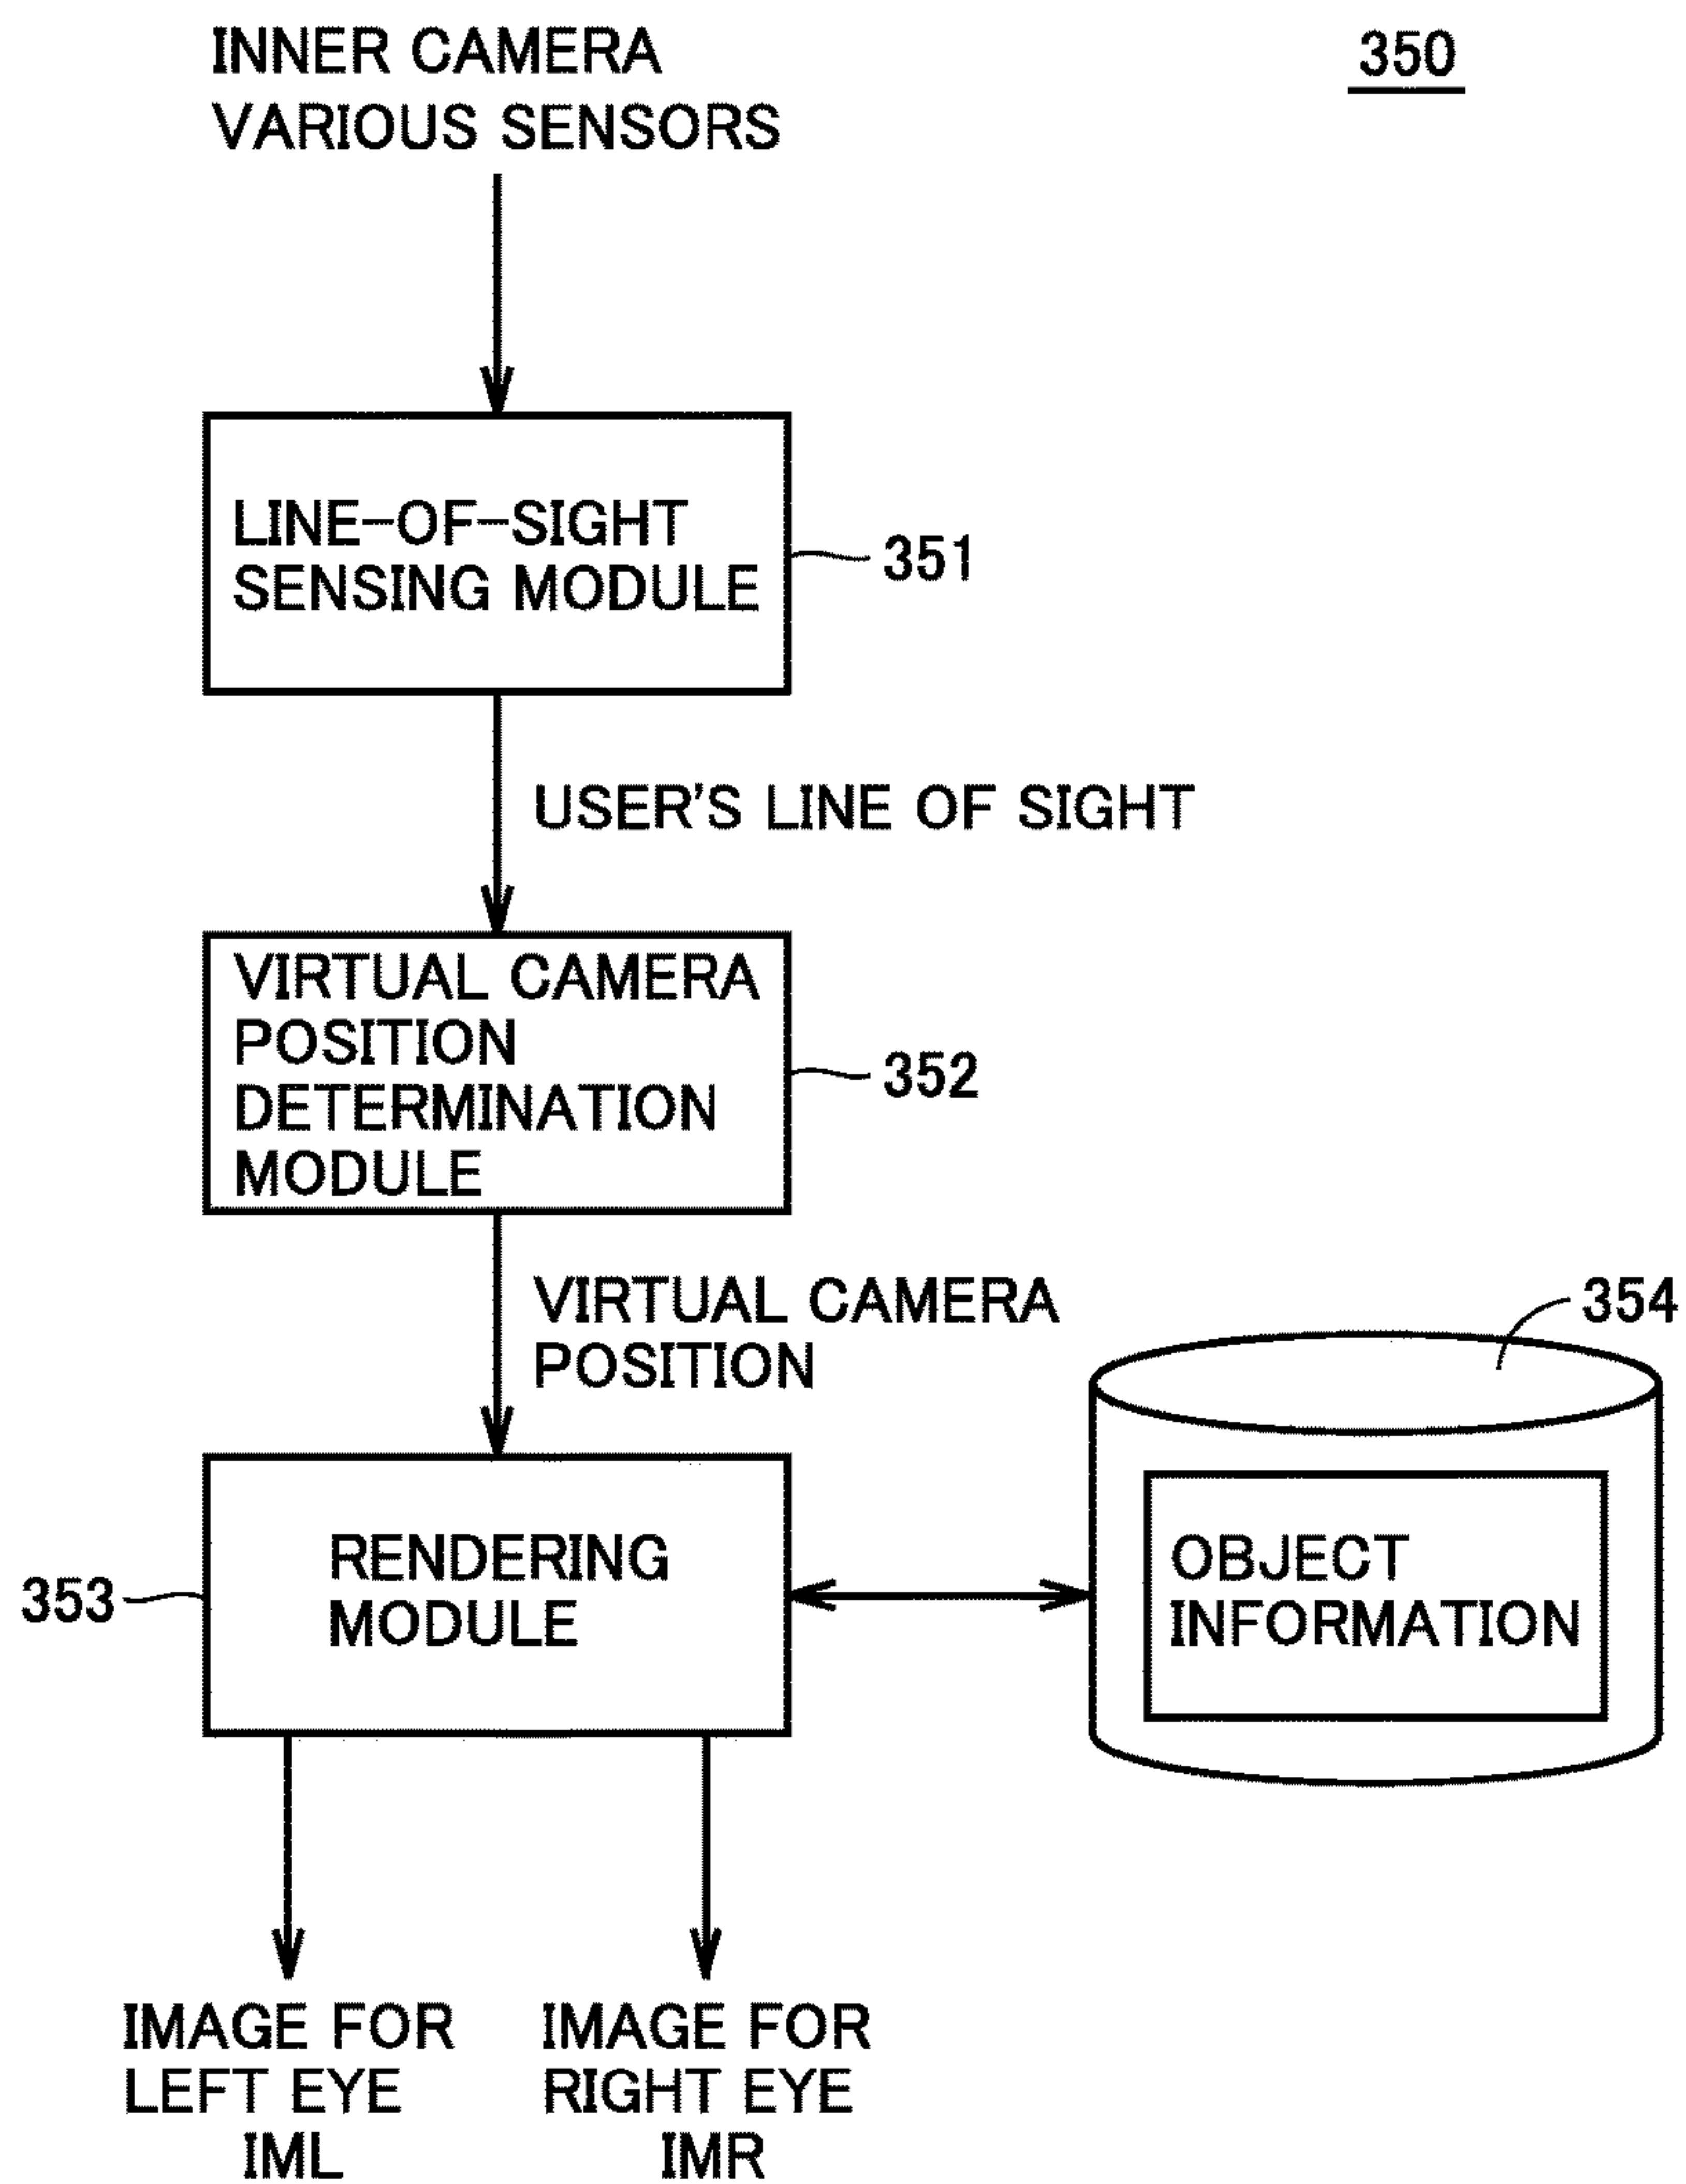 INNER CAMERA
VARIOUS SENSORS
350
LINE-OF-SIGHT
SENSING MODULE
351
USER'S LINE OF SIGHT
VIRTUAL CAMERA
POSITION
DETERMINATION
MODULE
352
VIRTUAL CAMERA
POSITION
354
RENDERING
MODULE
353
OBJECT
INFORMATION
IMAGE FOR
LEFT EYE
IML
IMAGE FOR
RIGHT EYE
IMR